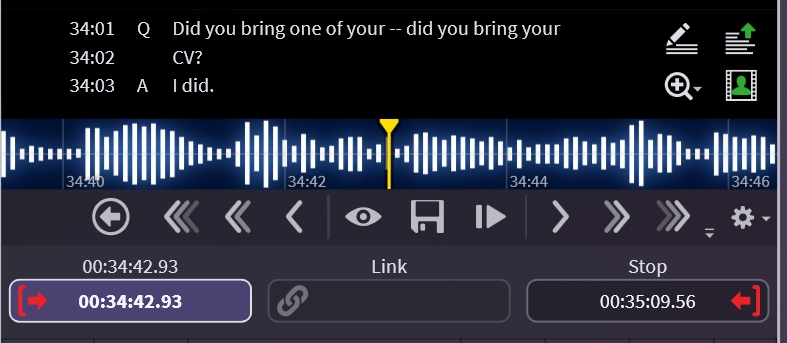 34:01 Q Did you bring one of your -- did you bring your
34:02 CV?
34:03 A I did.
34:40 34:42 34:44 34:46
00:34:42.93 Link Stop
00:34:42.93 00:35:09.56